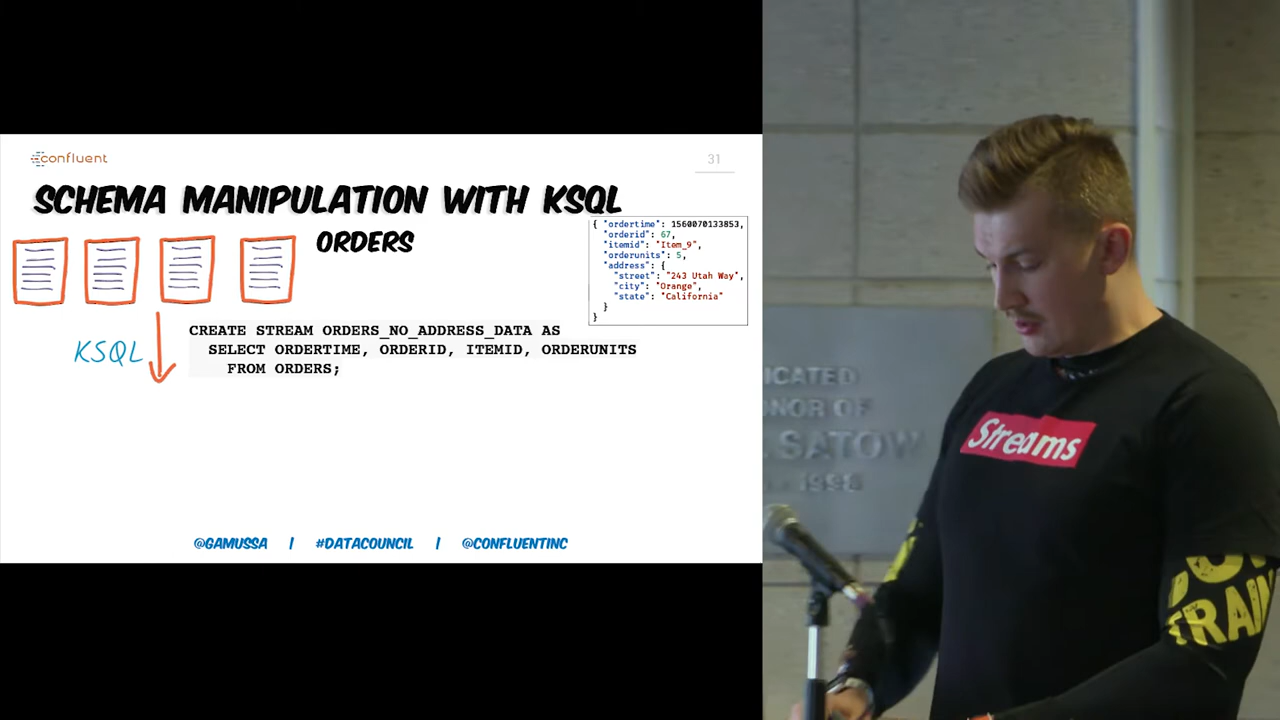 confluent
31
SCHEMA MANIPULATION WITH KSQL
ORDERS
{ "ordertime": 1560070133853,
"orderid": 67,
"itemid": "Item_9",
"orderunits": 5,
"address": {
"street": "243 Utah Way",
"city": "Orange",
"state": "California"
}
}
KSQL
CREATE STREAM ORDERS_NO_ADDRESS_DATA AS
SELECT ORDERTIME, ORDERID, ITEMID, ORDERUNITS
FROM ORDERS;
@GAMUSSA | #DATACOUNCIL | @CONFLUENTINC
ICATED
NOR OF
SATOW
1998
Streams
TRAIN